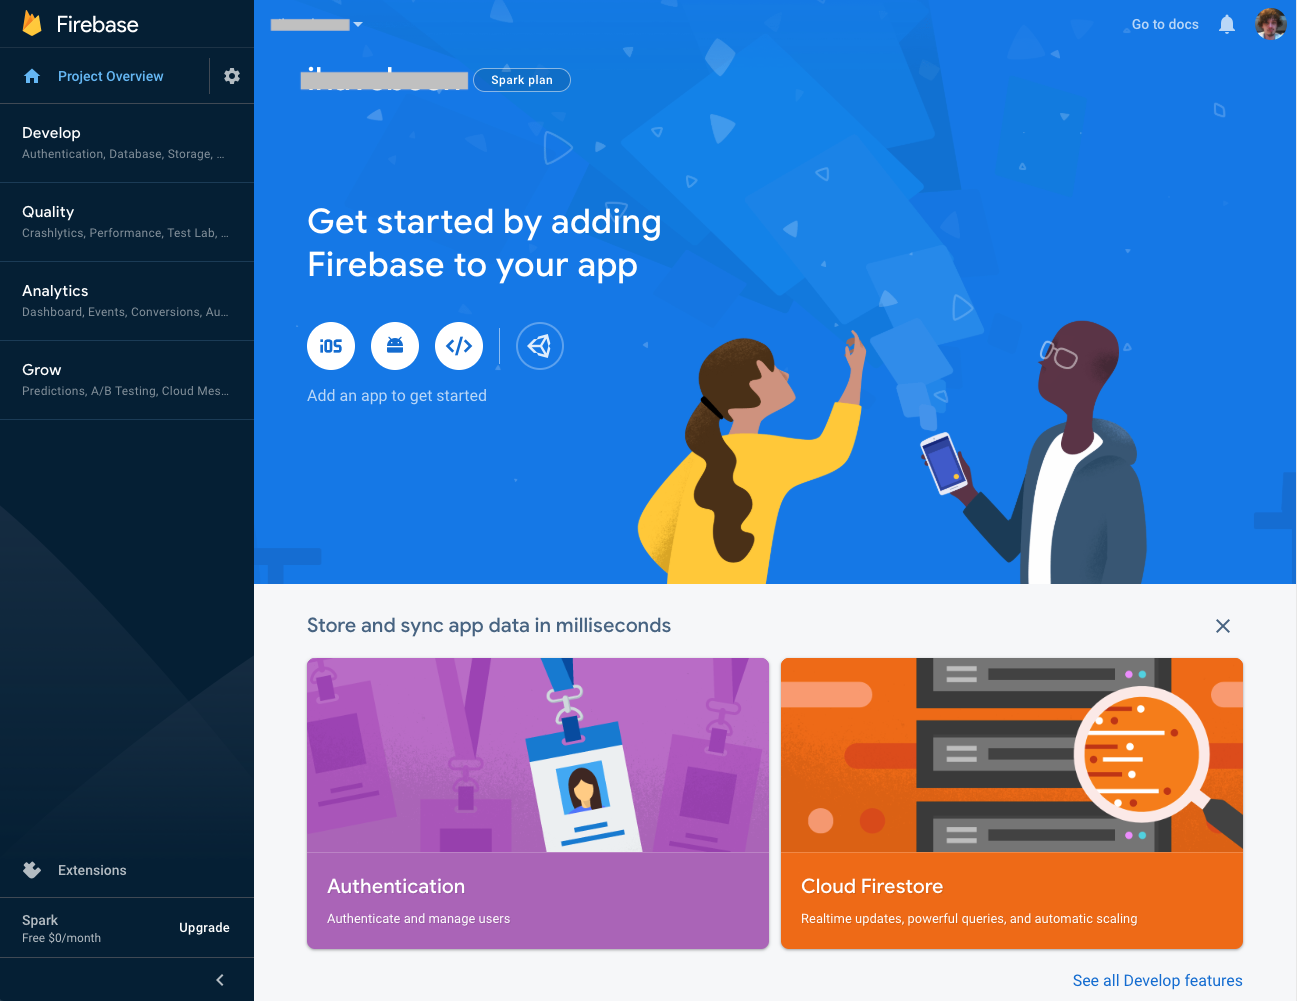 Firebase
Go to docs
Project Overview
Spark plan
Develop
Authentication, Database, Storage, ...
Quality
Crashlytics, Performance, Test Lab, ...
Analytics
Dashboard, Events, Conversions, Au...
Grow
Predictions, A/B Testing, Cloud Mes...
Get started by adding
Firebase to your app
iOS
Add an app to get started
Store and sync app data in milliseconds
Authentication
Authenticate and manage users
Cloud Firestore
Realtime updates, powerful queries, and automatic scaling
See all Develop features
Extensions
Spark
Free $0/month
Upgrade